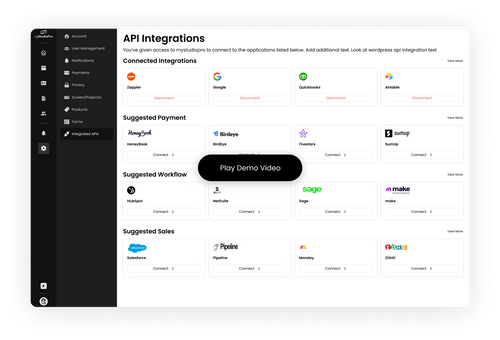 myStudioPro
Account
User Management
Notifications
Payments
Privacy
Screen/Projector
Products
Forms
Integrated APIs
API Integrations
You've given access to mystudiopro to connect to the applications listed below. Add additional text. Look at wordpress api integration text
Connected Integrations
View More
Zappier
Google
Quickbooks
Airtable
Disconnect
Disconnect
Disconnect
Disconnect
Suggested Payment
HoneyBook
Birdeye
sumup
HoneyBook
BirdEye
Fivestars
SumUp
Connect
Connect
Connect
Connect
Play Demo Video
Suggested Workflow
View More
sage
make
HubSpot
NetSuite
Sage
make
Connect
Connect
Connect
Connect
Suggested Sales
View More
salesforce
Pipeline
ZOHO
Salesforce
Pipeline
Monday
ZOHO
Connect
Connect
Connect
Connect